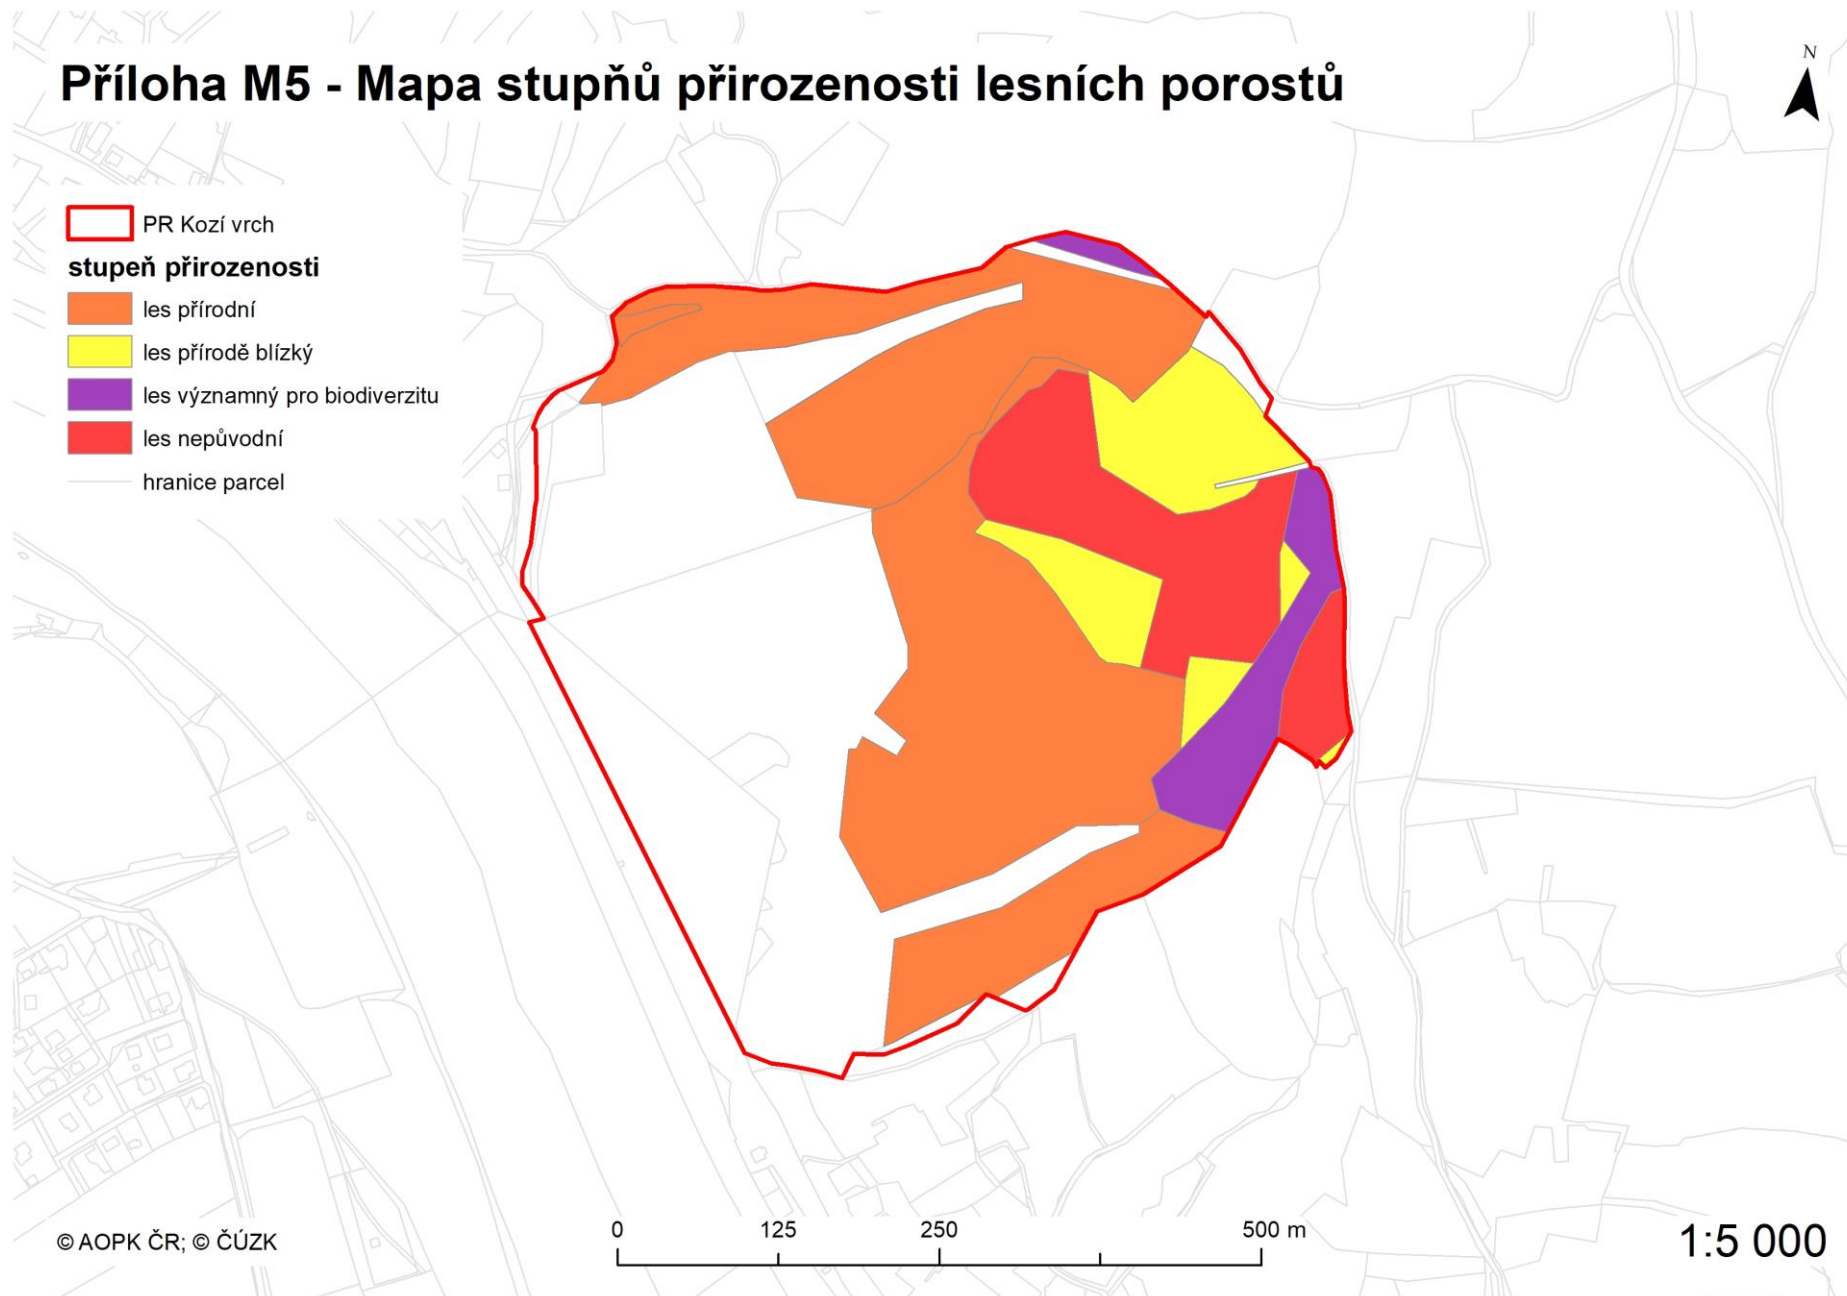 Příloha M5 - Mapa stupňů přirozenosti lesních porostů
N
PR Kozí vrch
stupeň přirozenosti
les přírodní
les přírodě blízký
les významný pro biodiverzitu
les nepůvodní
hranice parcel
© AOPK ČR; © ČÚZK
0 125 250 500 m
1:5 000